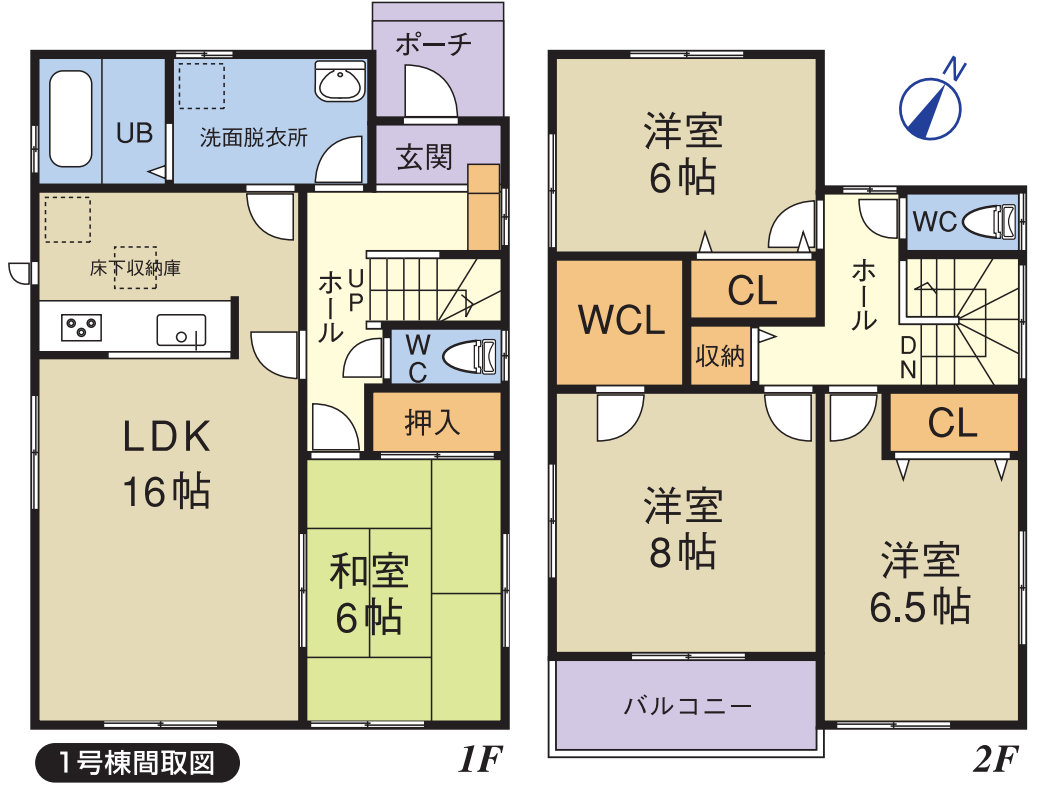 ポーチ
UB
洗面脱衣所
玄関
床下収納庫
ホール
UP
WC
押入
LDK
16帖
和室
6帖
1号棟間取図
1F
N
洋室
6帖
WC
ホール
CL
WCL
収納
DN
CL
洋室
8帖
洋室
6.5帖
バルコニー
2F